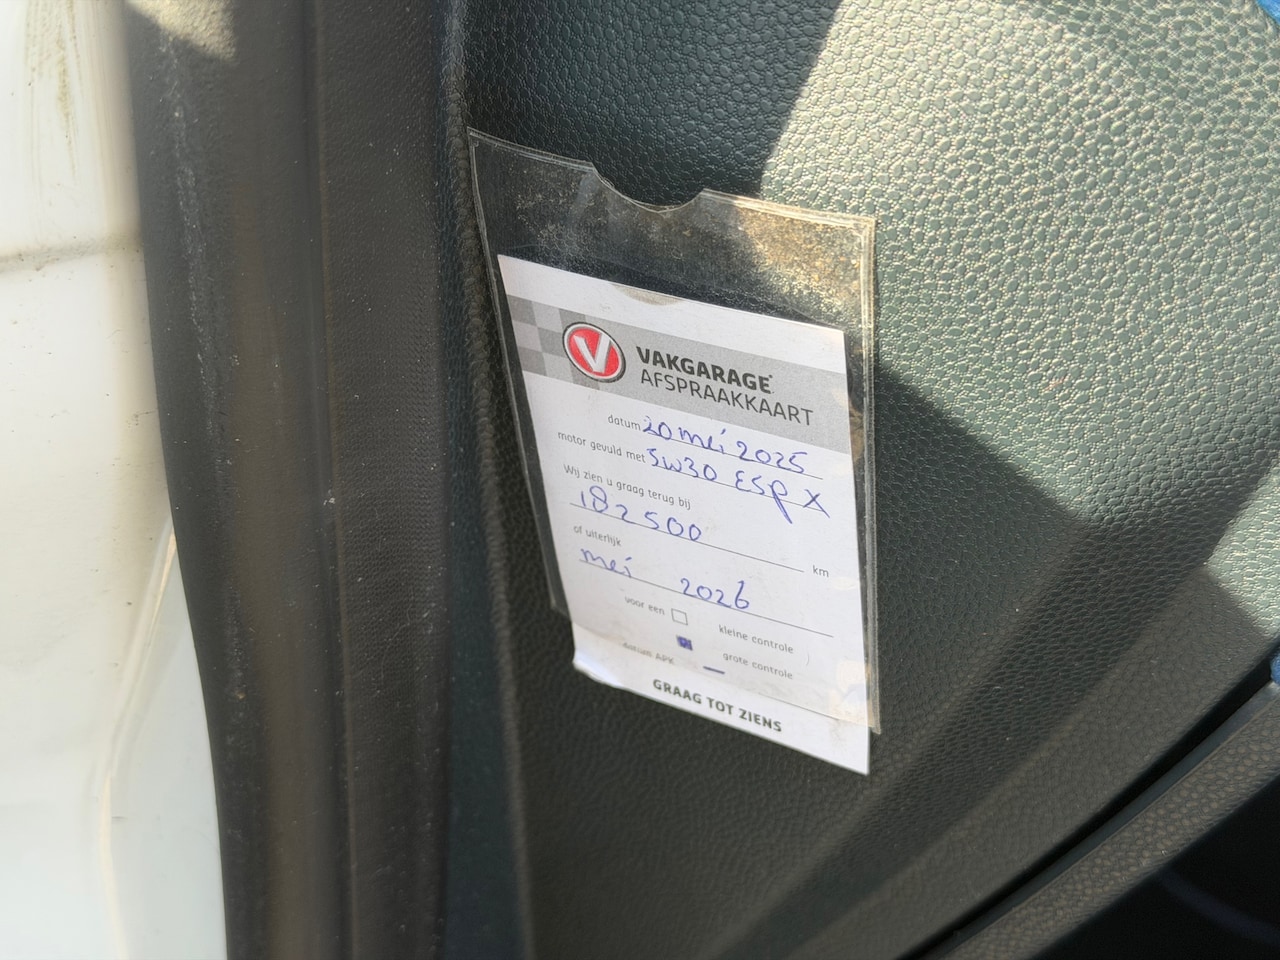 V
VAKGARAGE
AFSPRAAKKAART
datum 20 mei 2025
motor gevuld met 5W30 ESP X
Wij zien u graag terug bij
182500 km
of uiterlijk
mei 2026
voor een kleine controle
grote controle
datum APK —
GRAAG TOT ZIENS